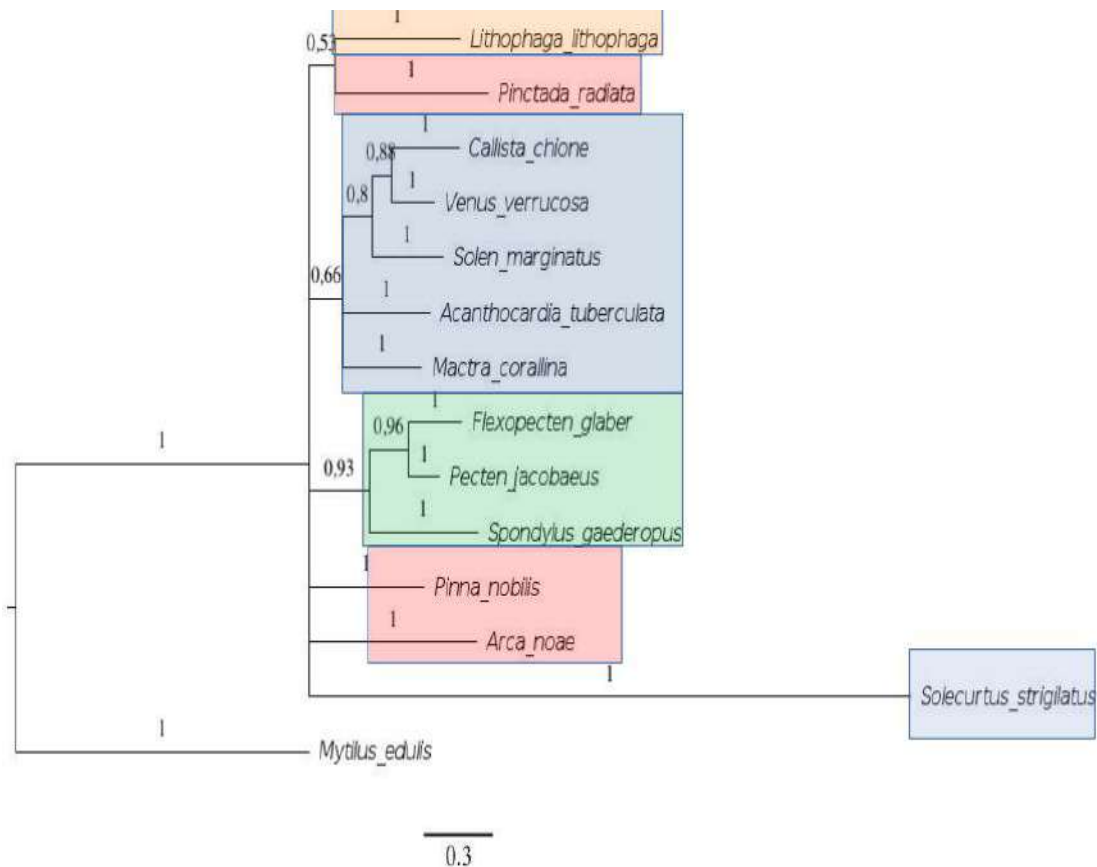 1
Lithophaga_lithophaga
0,53
1
Pinctada_radiata
1
Callista_chione
0,88
1
Venus_verrucosa
0,8
1
Solen_marginatus
0,66
1
Acanthocardia_tuberculata
1
Mactra_corallina
1
Flexopecten_glaber
0,96
1
Pecten_jacobaeus
1
0,93
1
Spondylus_gaederopus
1
Pinna_nobilis
1
Arca_noae
1
Solecurtus_strigilatus
1
Mytilus_edulis
0.3